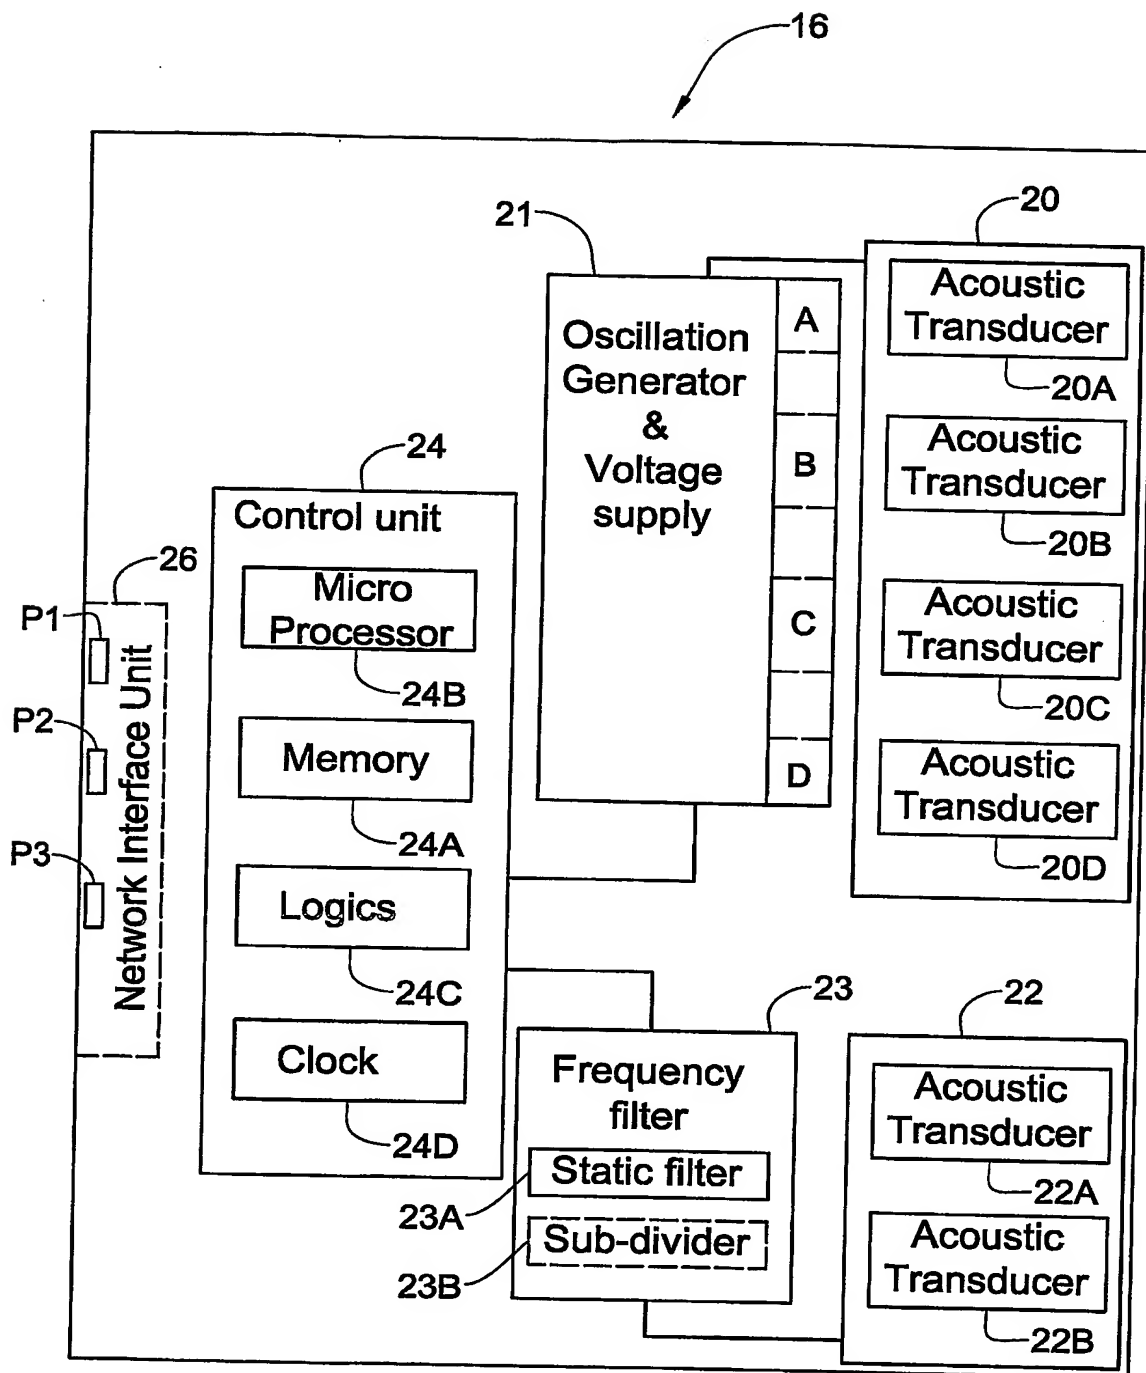 16
21
20
Oscillation
Generator
&
Voltage
supply
A
B
C
D
Acoustic
Transducer
20A
Acoustic
Transducer
20B
Acoustic
Transducer
20C
Acoustic
Transducer
20D
24
Control unit
Micro
Processor
24B
Memory
24A
Logics
24C
Clock
24D
26
P1
P2
P3
Network Interface Unit
23
Frequency
filter
Static filter
23A
Sub-divider
23B
22
Acoustic
Transducer
22A
Acoustic
Transducer
22B